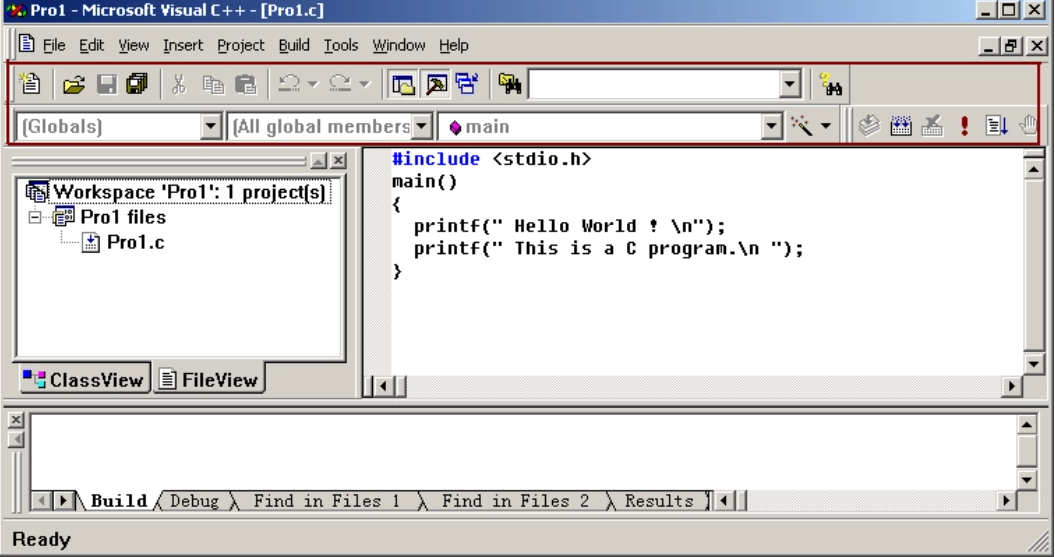 Pro1 - Microsoft Visual C++ - [Pro1.c]
File Edit View Insert Project Build Tools Window Help
(Globals) (All global members main
Workspace 'Pro1': 1 project(s)
Pro1 files
Pro1.c
ClassView FileView
#include <stdio.h>
main()
{
  printf(" Hello World ! \n");
  printf(" This is a C program.\n ");
}
Build Debug Find in Files 1 Find in Files 2 Results
Ready